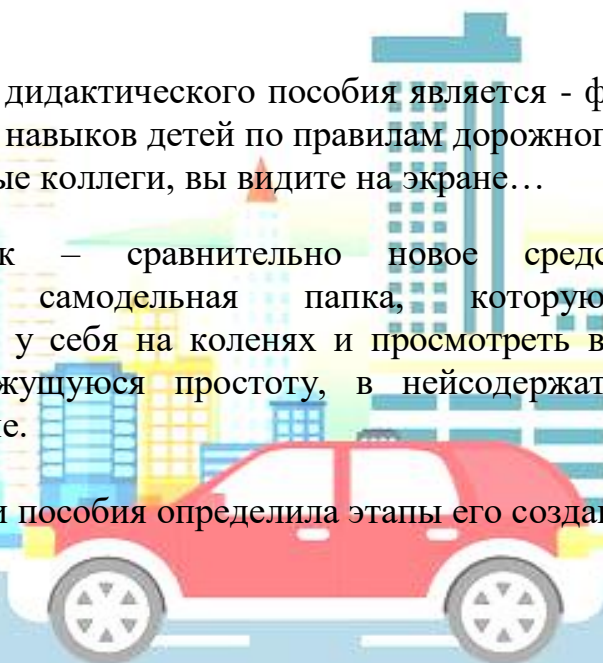 дидактического пособия является - ф
навыков детей по правилам дорожног
ые коллеги, вы видите на экране…
к – сравнительно новое средс
самодельная папка, которую
у себя на коленях и просмотреть в
жущуюся простоту, в нейсодержат
е.
и пособия определила этапы его создан